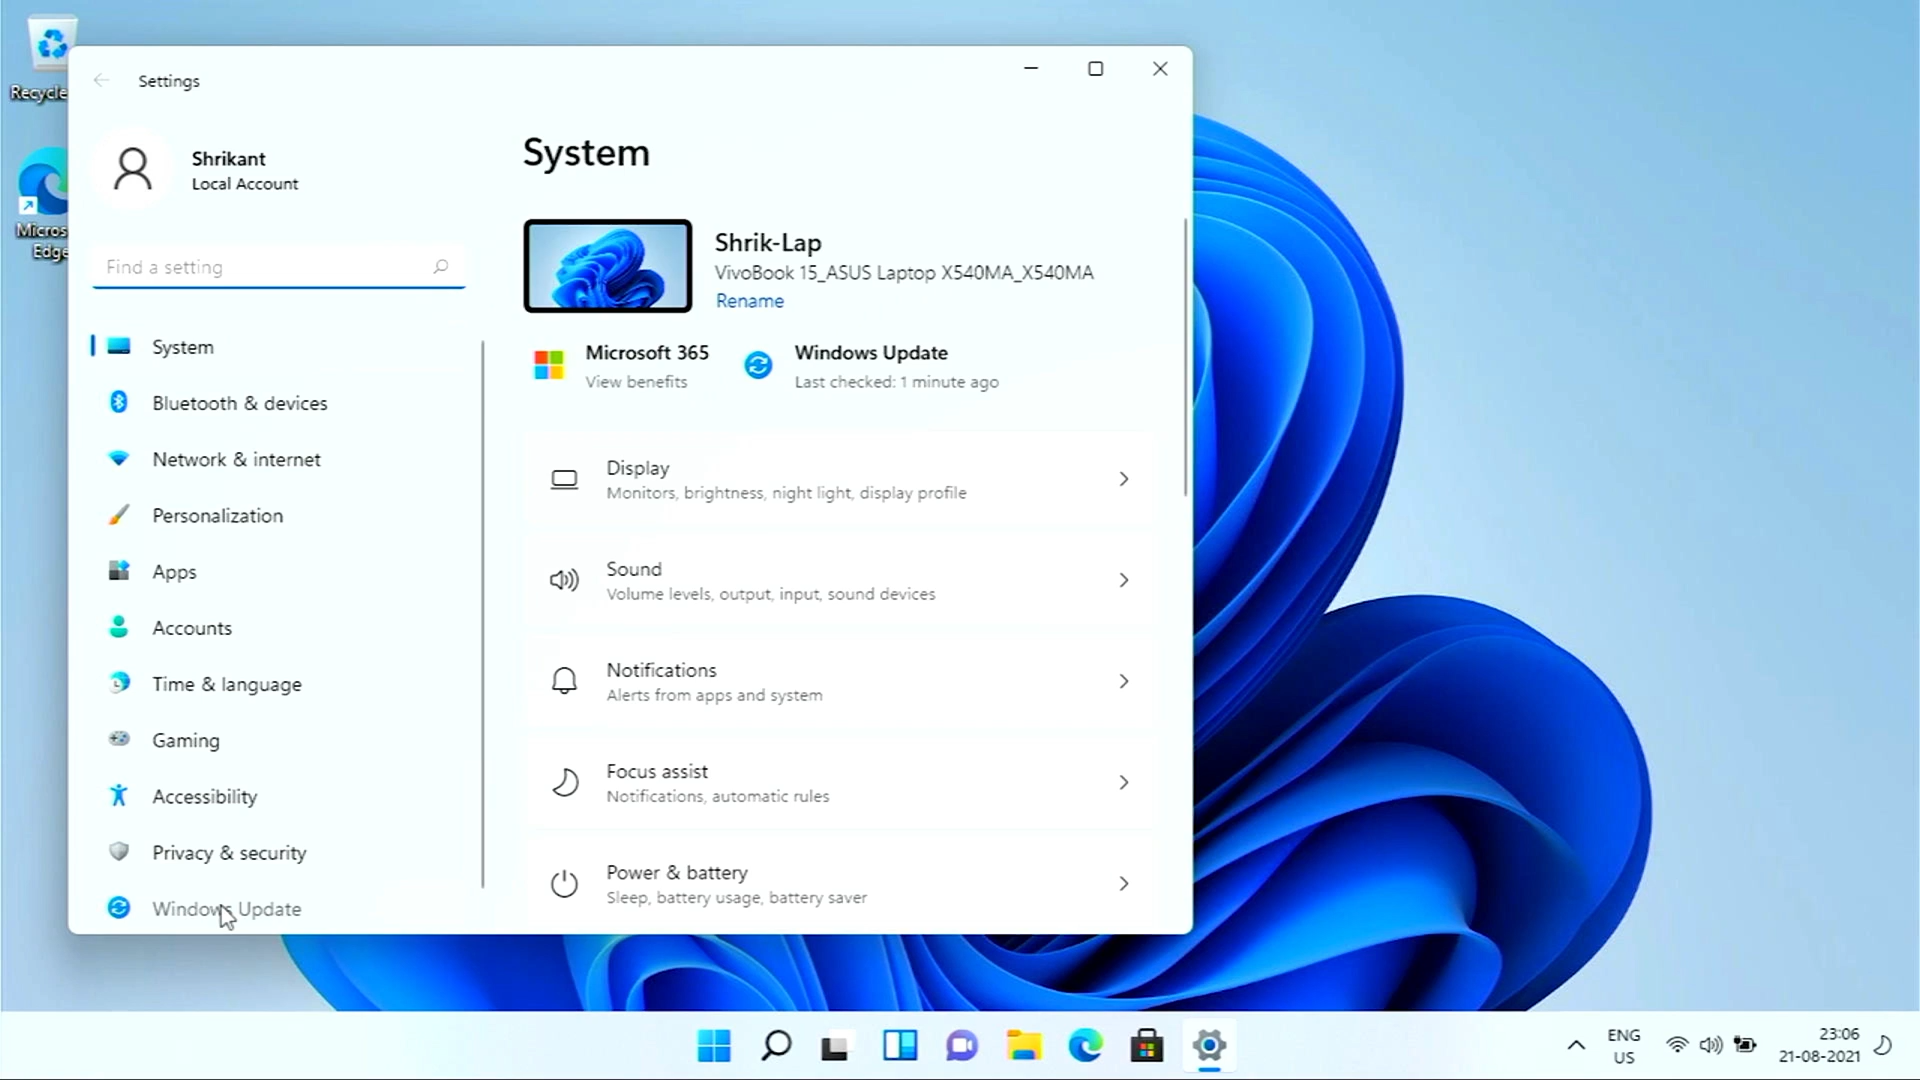 Recycle
Micros
Edge
Settings
Shrikant
Local Account
Find a setting
System
Bluetooth & devices
Network & internet
Personalization
Apps
Accounts
Time & language
Gaming
Accessibility
Privacy & security
Windows Update
System
Shrik-Lap
VivoBook 15_ASUS Laptop X540MA_X540MA
Rename
Microsoft 365
View benefits
Windows Update
Last checked: 1 minute ago
Display
Monitors, brightness, night light, display profile
Sound
Volume levels, output, input, sound devices
Notifications
Alerts from apps and system
Focus assist
Notifications, automatic rules
Power & battery
Sleep, battery usage, battery saver
ENG
US
23:06
21-08-2021